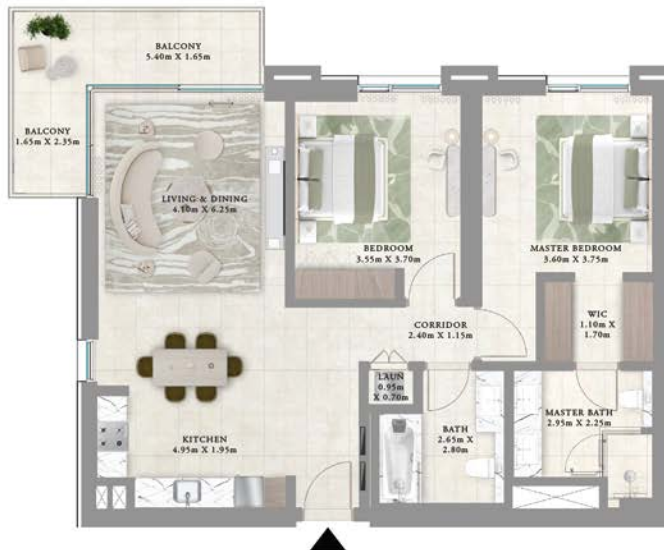 BALCONY
5.40m X 1.65m
BALCONY
1.65m X 2.35m
LIVING & DINING
4.10m X 6.25m
BEDROOM
3.55m X 3.70m
MASTER BEDROOM
3.60m X 3.75m
WIC
1.10m X
1.70m
CORRIDOR
2.40m X 1.15m
LAUN
0.95m
X 0.70m
MASTER BATH
2.95m X 2.25m
BATH
2.65m X
2.80m
KITCHEN
4.95m X 1.95m